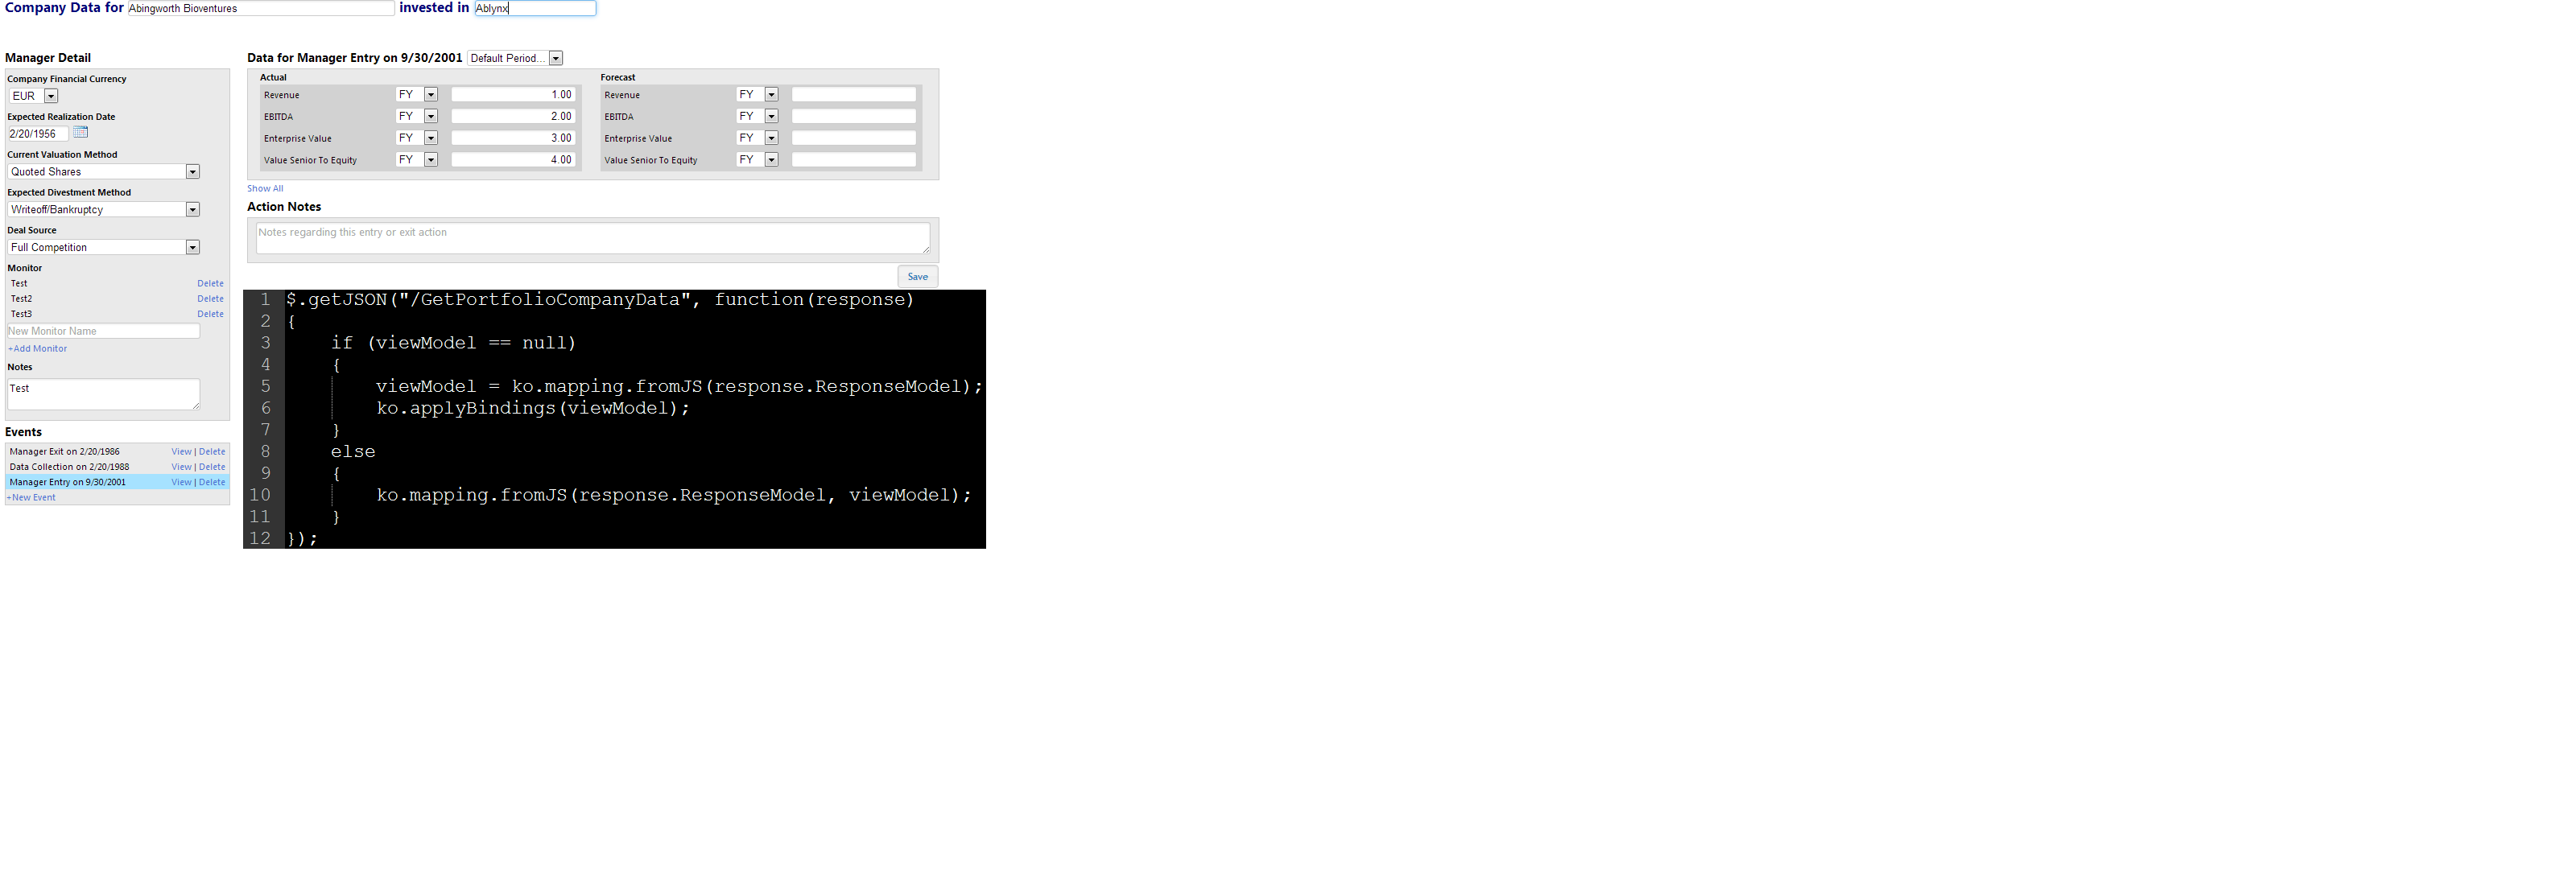 Company Data for Abingworth Bioventures invested in Ablynx
Manager Detail
Company Financial Currency
EUR
Expected Realization Date
2/20/1956
Current Valuation Method
Quoted Shares
Expected Divestment Method
Writeoff/Bankruptcy
Deal Source
Full Competition
Monitor
Test Delete
Test2 Delete
Test3 Delete
New Monitor Name
+Add Monitor
Notes
Test
Events
Manager Exit on 2/20/1986 View | Delete
Data Collection on 2/20/1988 View | Delete
Manager Entry on 9/30/2001 View | Delete
+New Event
Data for Manager Entry on 9/30/2001 Default Period...
Actual
Revenue FY 1.00
EBITDA FY 2.00
Enterprise Value FY 3.00
Value Senior To Equity FY 4.00
Forecast
Revenue FY
EBITDA FY
Enterprise Value FY
Value Senior To Equity FY
Show All
Action Notes
Notes regarding this entry or exit action
Save
1 $.getJSON("/GetPortfolioCompanyData", function(response)
2 {
3 if (viewModel == null)
4 {
5 viewModel = ko.mapping.fromJS(response.ResponseModel);
6 ko.applyBindings(viewModel);
7 }
8 else
9 {
10 ko.mapping.fromJS(response.ResponseModel, viewModel);
11 }
12 });